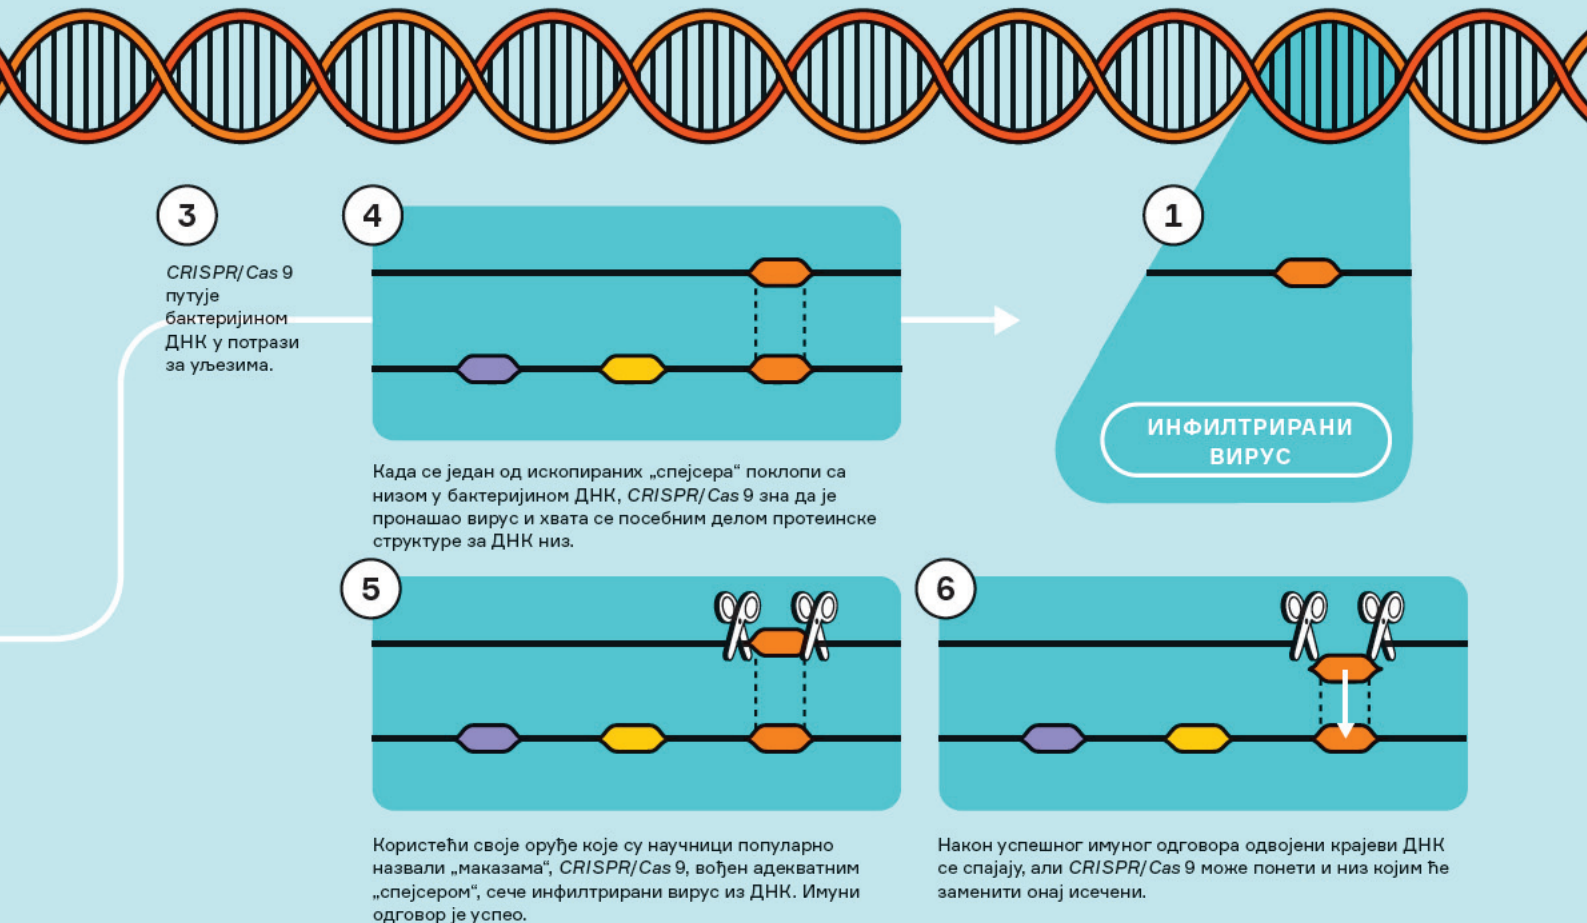 3
CRISPR/Cas 9
путује
бактеријином
ДНК у потрази
за уљезима.
4
Када се један од ископираних „спејсера“ поклопи са
низом у бактеријином ДНК, CRISPR/Cas 9 зна да је
пронашао вирус и хвата се посебним делом протеинске
структуре за ДНК низ.
1
ИНФИЛТРИРАНИ
ВИРУС
5
Користећи своје оруђе које су научници популарно
назвали „маказама“, CRISPR/Cas 9, вођен адекватним
„спејсером“, сече инфилтрирани вирус из ДНК. Имуни
одговор је успео.
6
Након успешног имуног одговора одвојени крајеви ДНК
се спајају, али CRISPR/Cas 9 може понети и низ којим ће
заменити онај исечени.